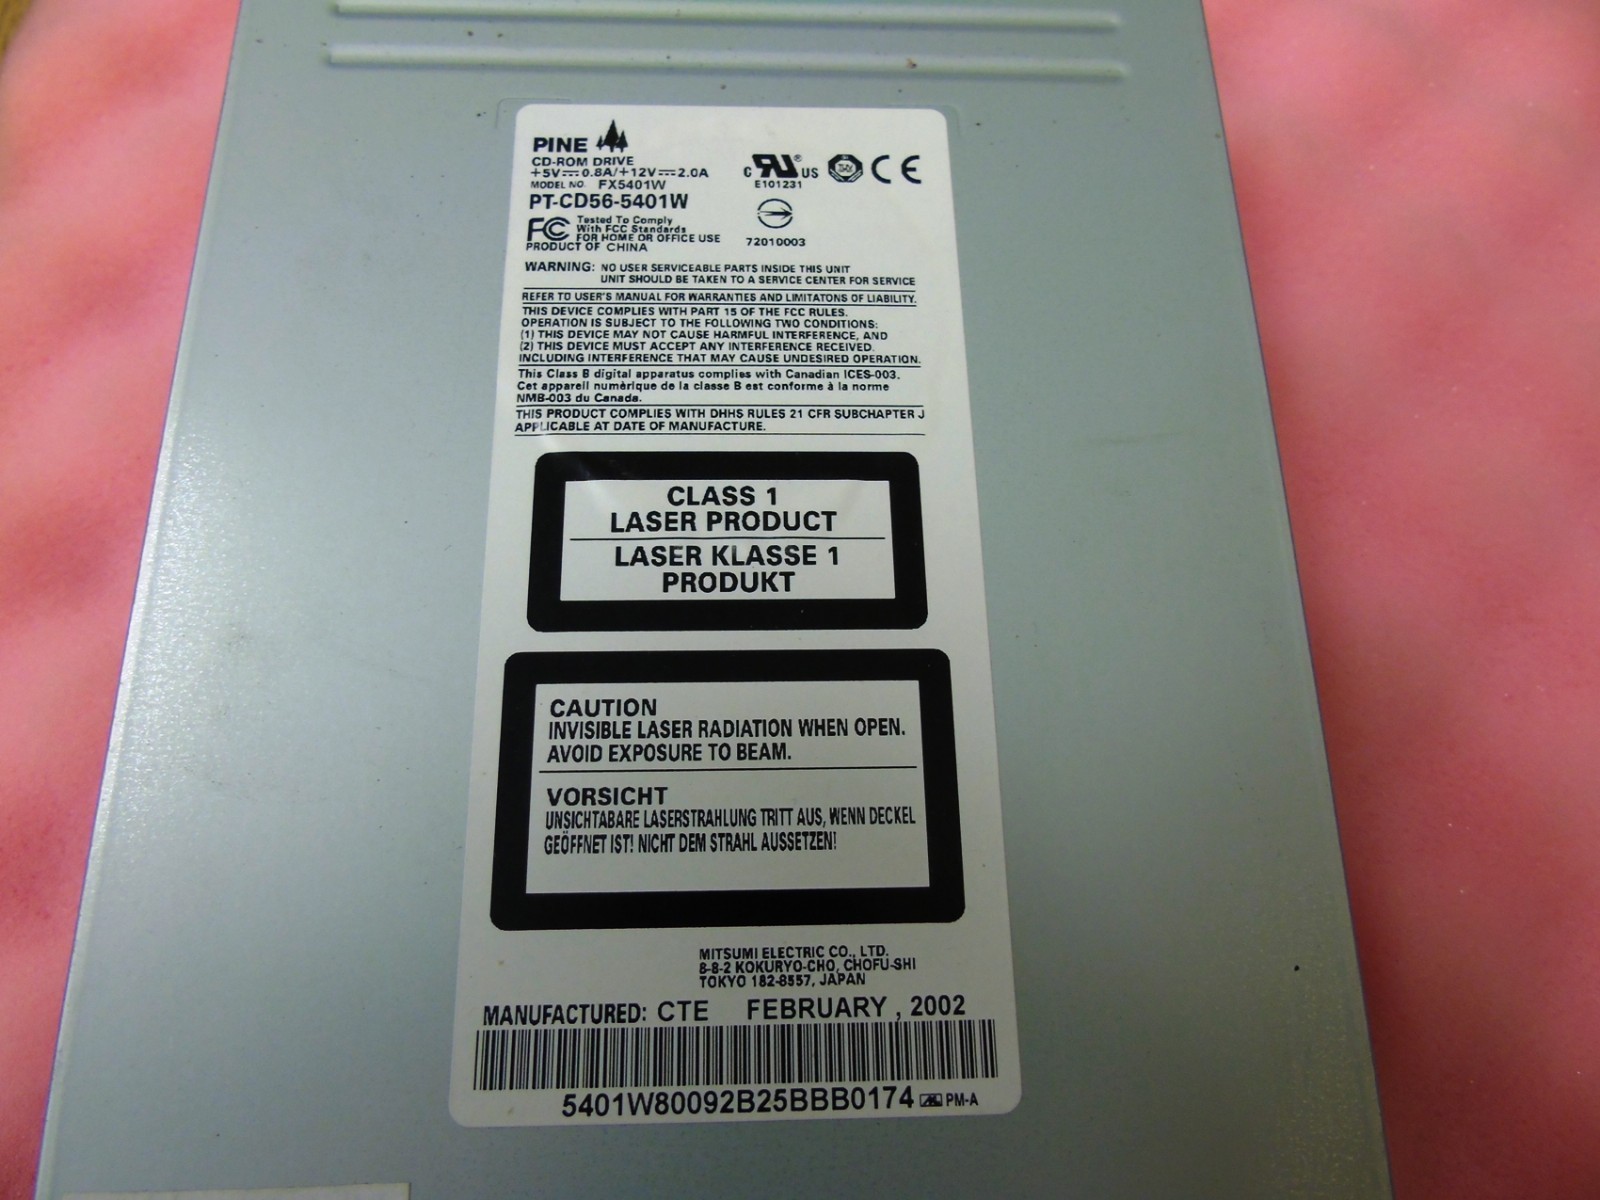 PINE
CD-ROM DRIVE
+5V⎓0.8A/+12V⎓2.0A
MODEL NO. FX5401W
PT-CD56-5401W
FC Tested To Comply
With FCC Standards
FOR HOME OR OFFICE USE
PRODUCT OF CHINA
C RU® US CE
E101231
72010003
WARNING: NO USER SERVICEABLE PARTS INSIDE THIS UNIT
UNIT SHOULD BE TAKEN TO A SERVICE CENTER FOR SERVICE
REFER TO USER'S MANUAL FOR WARRANTIES AND LIMITATONS OF LIABILITY.
THIS DEVICE COMPLIES WITH PART 15 OF THE FCC RULES.
OPERATION IS SUBJECT TO THE FOLLOWING TWO CONDITIONS:
(1) THIS DEVICE MAY NOT CAUSE HARMFUL INTERFERENCE, AND
(2) THIS DEVICE MUST ACCEPT ANY INTERFERENCE RECEIVED.
INCLUDING INTERFERENCE THAT MAY CAUSE UNDESIRED OPERATION.
This Class B digital apparatus complies with Canadian ICES-003.
Cet appareil numérique de la classe B est conforme à la norme
NMB-003 du Canada.
THIS PRODUCT COMPLIES WITH DHHS RULES 21 CFR SUBCHAPTER J
APPLICABLE AT DATE OF MANUFACTURE.
CLASS 1
LASER PRODUCT
LASER KLASSE 1
PRODUKT
CAUTION
INVISIBLE LASER RADIATION WHEN OPEN.
AVOID EXPOSURE TO BEAM.
VORSICHT
UNSICHTABARE LASERSTRAHLUNG TRITT AUS, WENN DECKEL
GEÖFFNET IST! NICHT DEM STRAHL AUSSETZEN!
MITSUMI ELECTRIC CO., LTD.
8-8-2 KOKURYO-CHO, CHOFU-SHI
TOKYO 182-8557, JAPAN
MANUFACTURED: CTE FEBRUARY , 2002
5401W80092B25BBB0174 PM-A